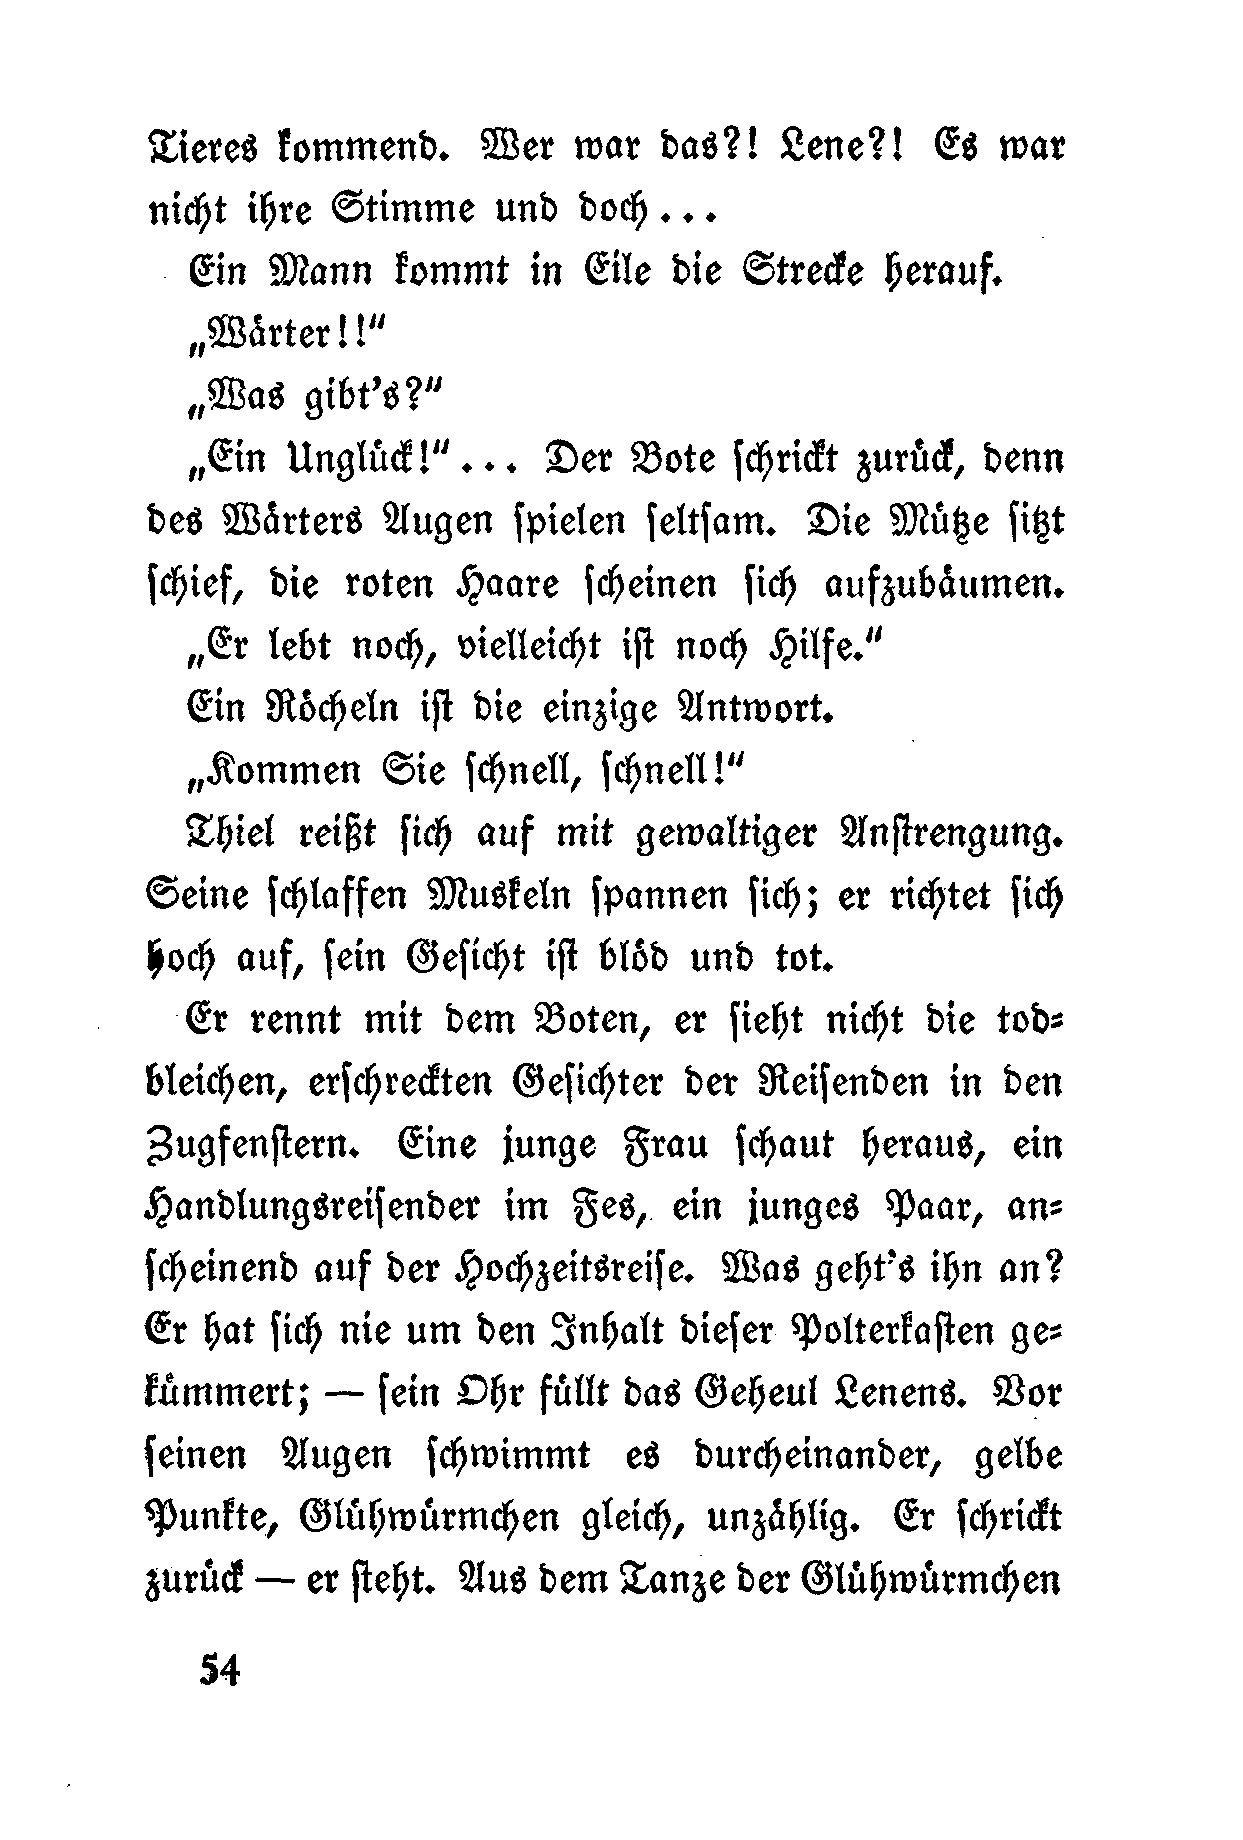 Tieres kommend. Wer war das?! Lene?! Es war
nicht ihre Stimme und doch...
Ein Mann kommt in Eile die Strecke herauf.
„Wärter!!"
„Was gibt's?"
„Ein Unglück!"... Der Bote schrickt zurück, denn
des Wärters Augen spielen seltsam. Die Mütze sitzt
schief, die roten Haare scheinen sich aufzubäumen.
„Er lebt noch, vielleicht ist noch Hilfe."
Ein Röcheln ist die einzige Antwort.
„Kommen Sie schnell, schnell!"
Thiel reißt sich auf mit gewaltiger Anstrengung.
Seine schlaffen Muskeln spannen sich; er richtet sich
hoch auf, sein Gesicht ist blöd und tot.
Er rennt mit dem Boten, er sieht nicht die tod-
bleichen, erschreckten Gesichter der Reisenden in den
Zugfenstern. Eine junge Frau schaut heraus, ein
Handlungsreisender im Fes, ein junges Paar, an-
scheinend auf der Hochzeitsreise. Was geht's ihn an?
Er hat sich nie um den Inhalt dieser Polterkasten ge-
kümmert; — sein Ohr füllt das Geheul Lenens. Vor
seinen Augen schwimmt es durcheinander, gelbe
Punkte, Glühwürmchen gleich, unzählig. Er schrickt
zurück — er steht. Aus dem Tanze der Glühwürmchen
54